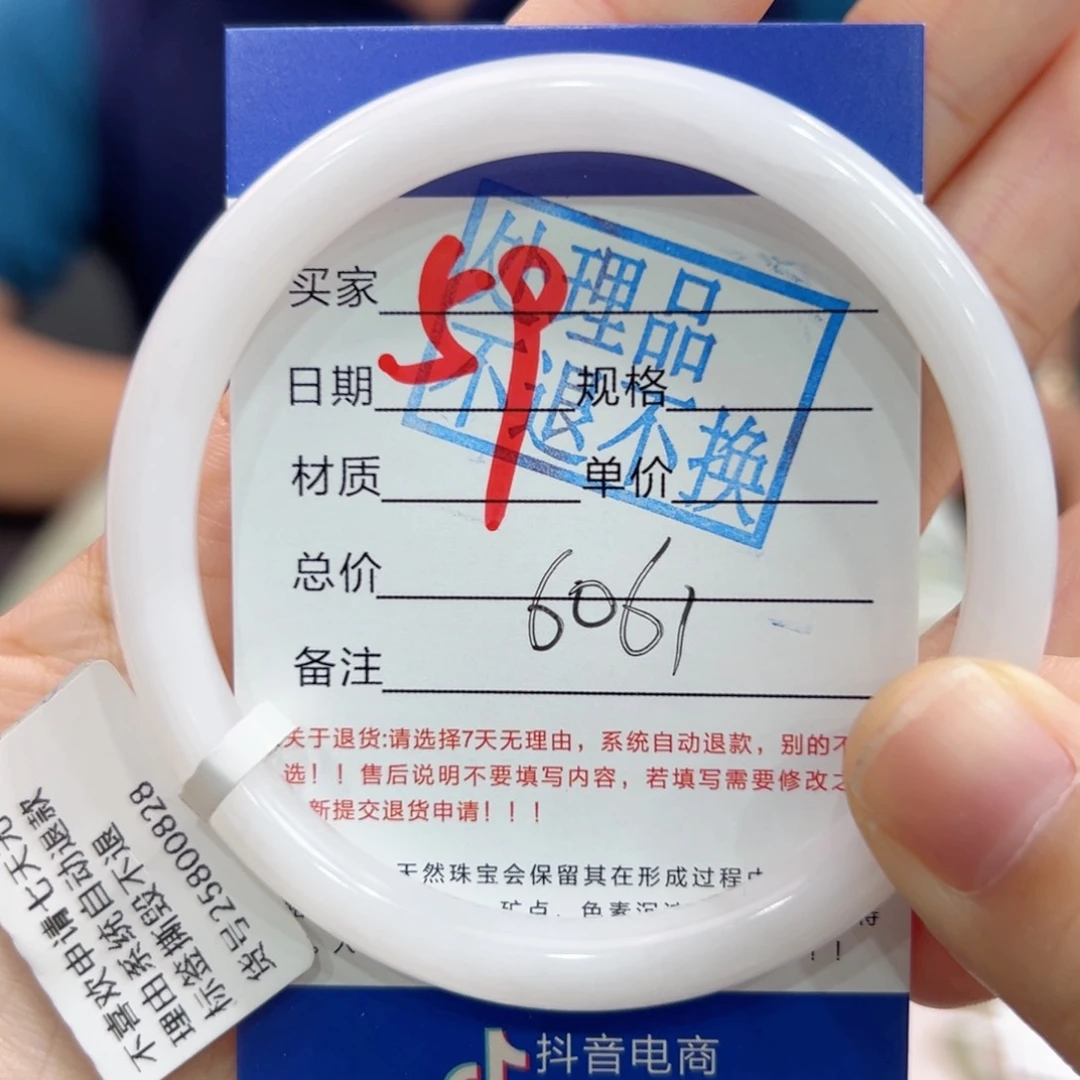 处理品
不退不换
买家
59
日期 规格
材质 单价
总价
6061
备注
关于退货:请选择7天无理由，系统自动退款，别的不
选！！售后说明不要填写内容，若填写需要修改之
新提交退货申请！！！
天然珠宝会保留其在形成过程中
矿点、色素沉淀
！！
抖音电商
不喜欢申请七天无
理由系统自动退款
标签撕毁不退
货号25800828